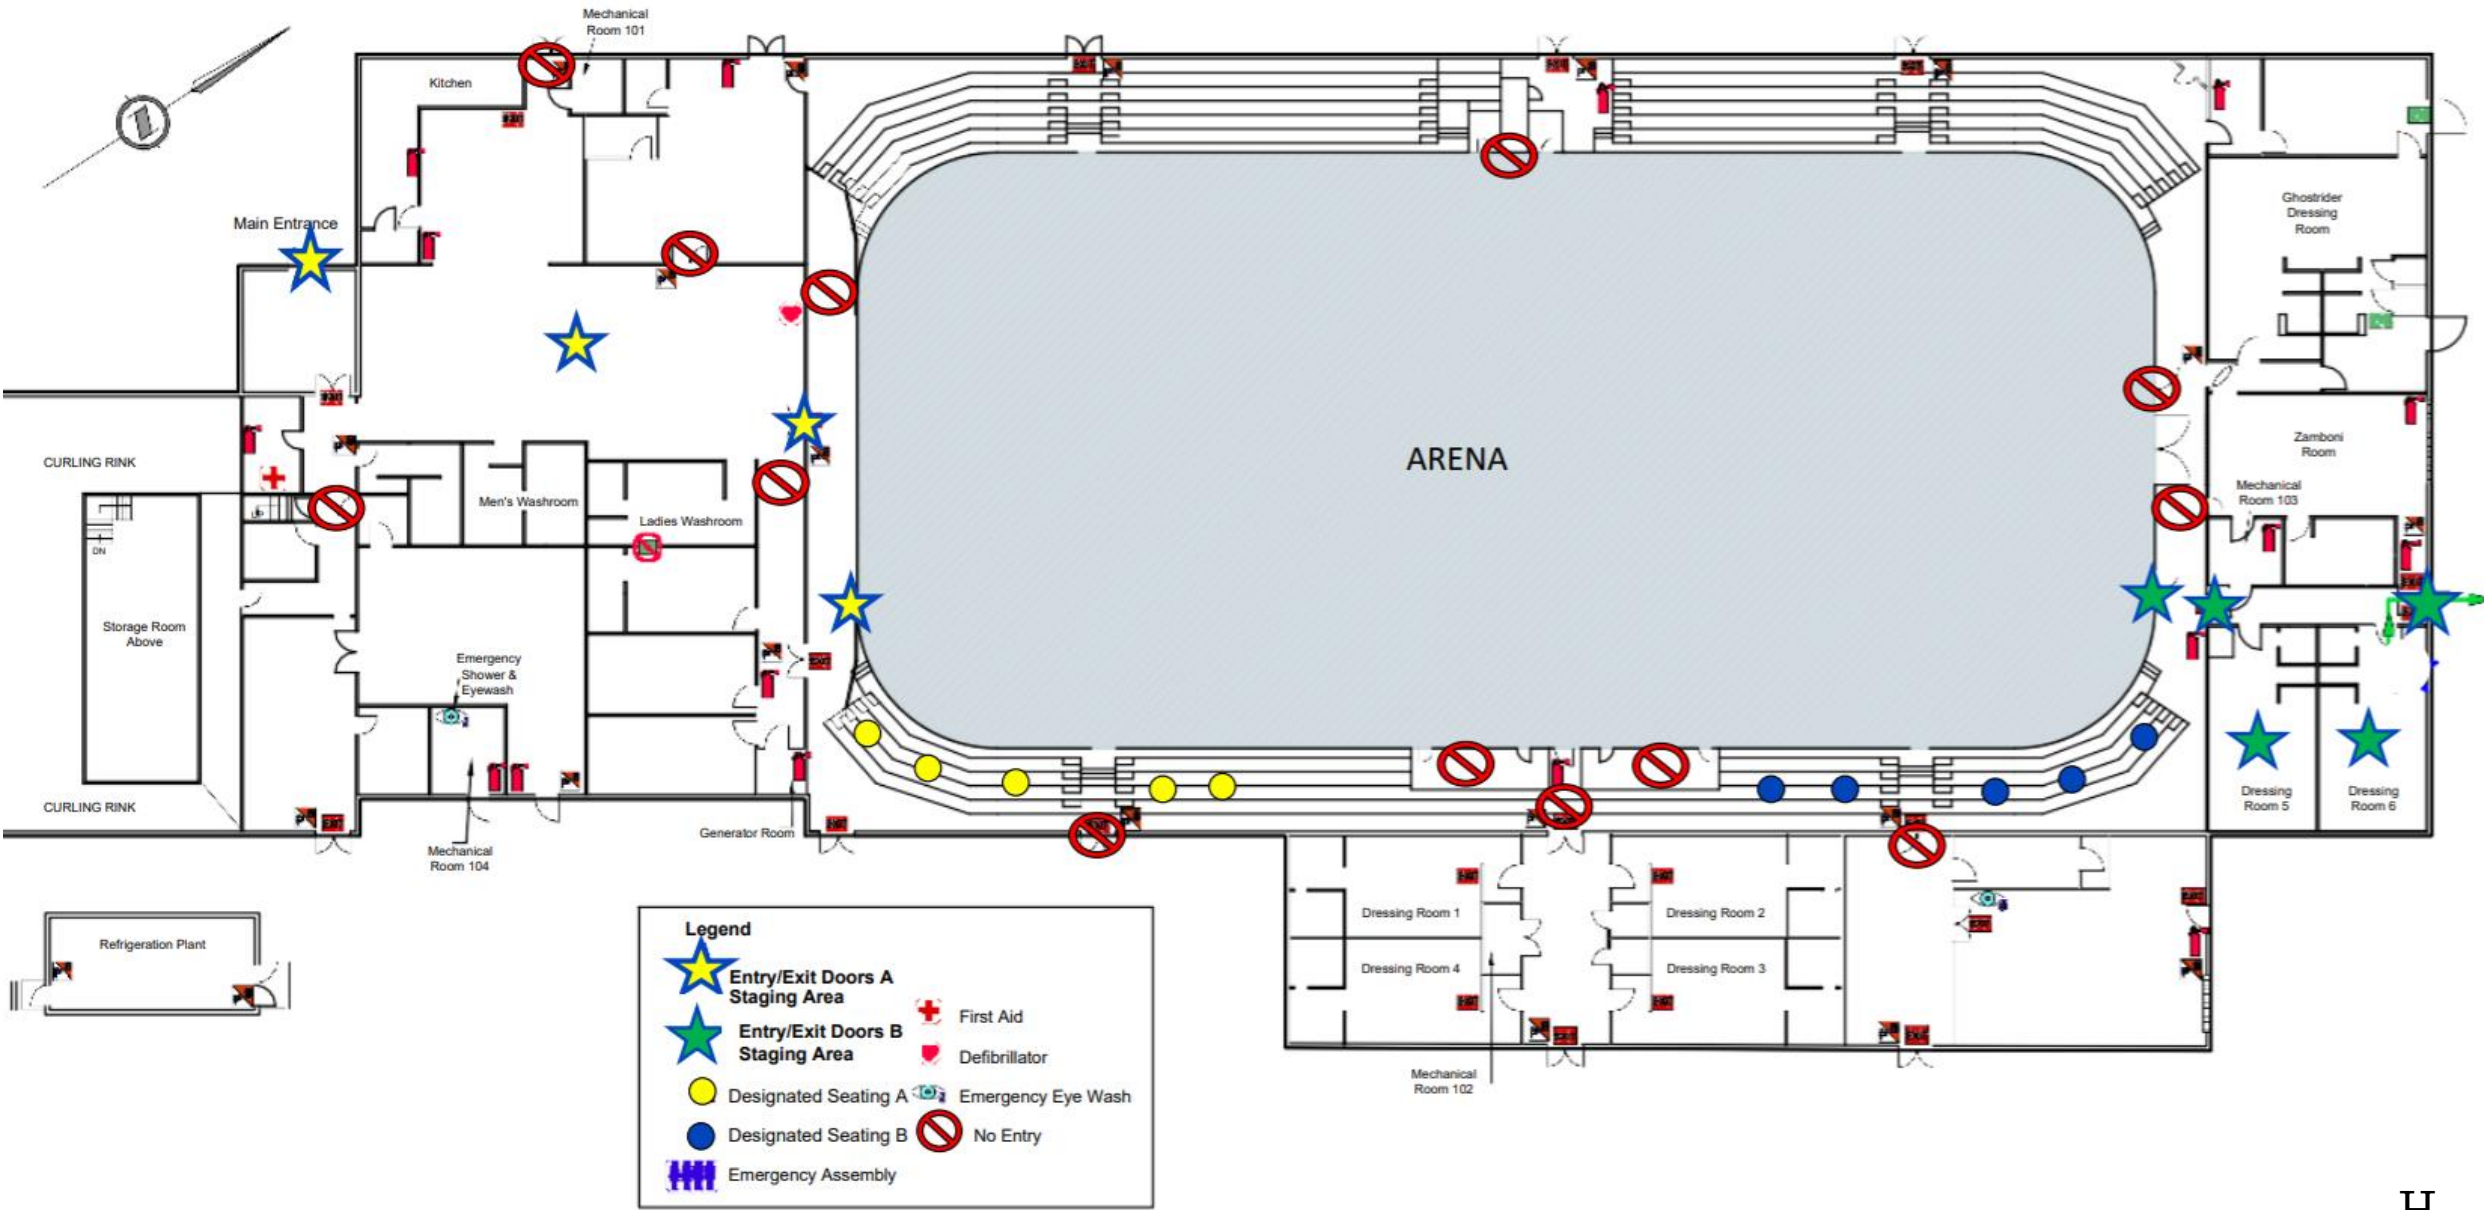 Mechanical
Room 101
Kitchen
Main Entrance
Ghostrider
Dressing
Room
CURLING RINK
ARENA
Zamboni
Room
Mechanical
Room 103
Men's Washroom
Ladies Washroom
DN
Storage Room
Above
Emergency
Shower &
Eyewash
CURLING RINK
Generator Room
Mechanical
Room 104
Dressing
Room 5
Dressing
Room 6
Refrigeration Plant
Dressing Room 1
Dressing Room 2
Dressing Room 4
Dressing Room 3
Mechanical
Room 102
Legend
Entry/Exit Doors A
Staging Area
Entry/Exit Doors B
Staging Area
Designated Seating A
Designated Seating B
Emergency Assembly
First Aid
Defibrillator
Emergency Eye Wash
No Entry